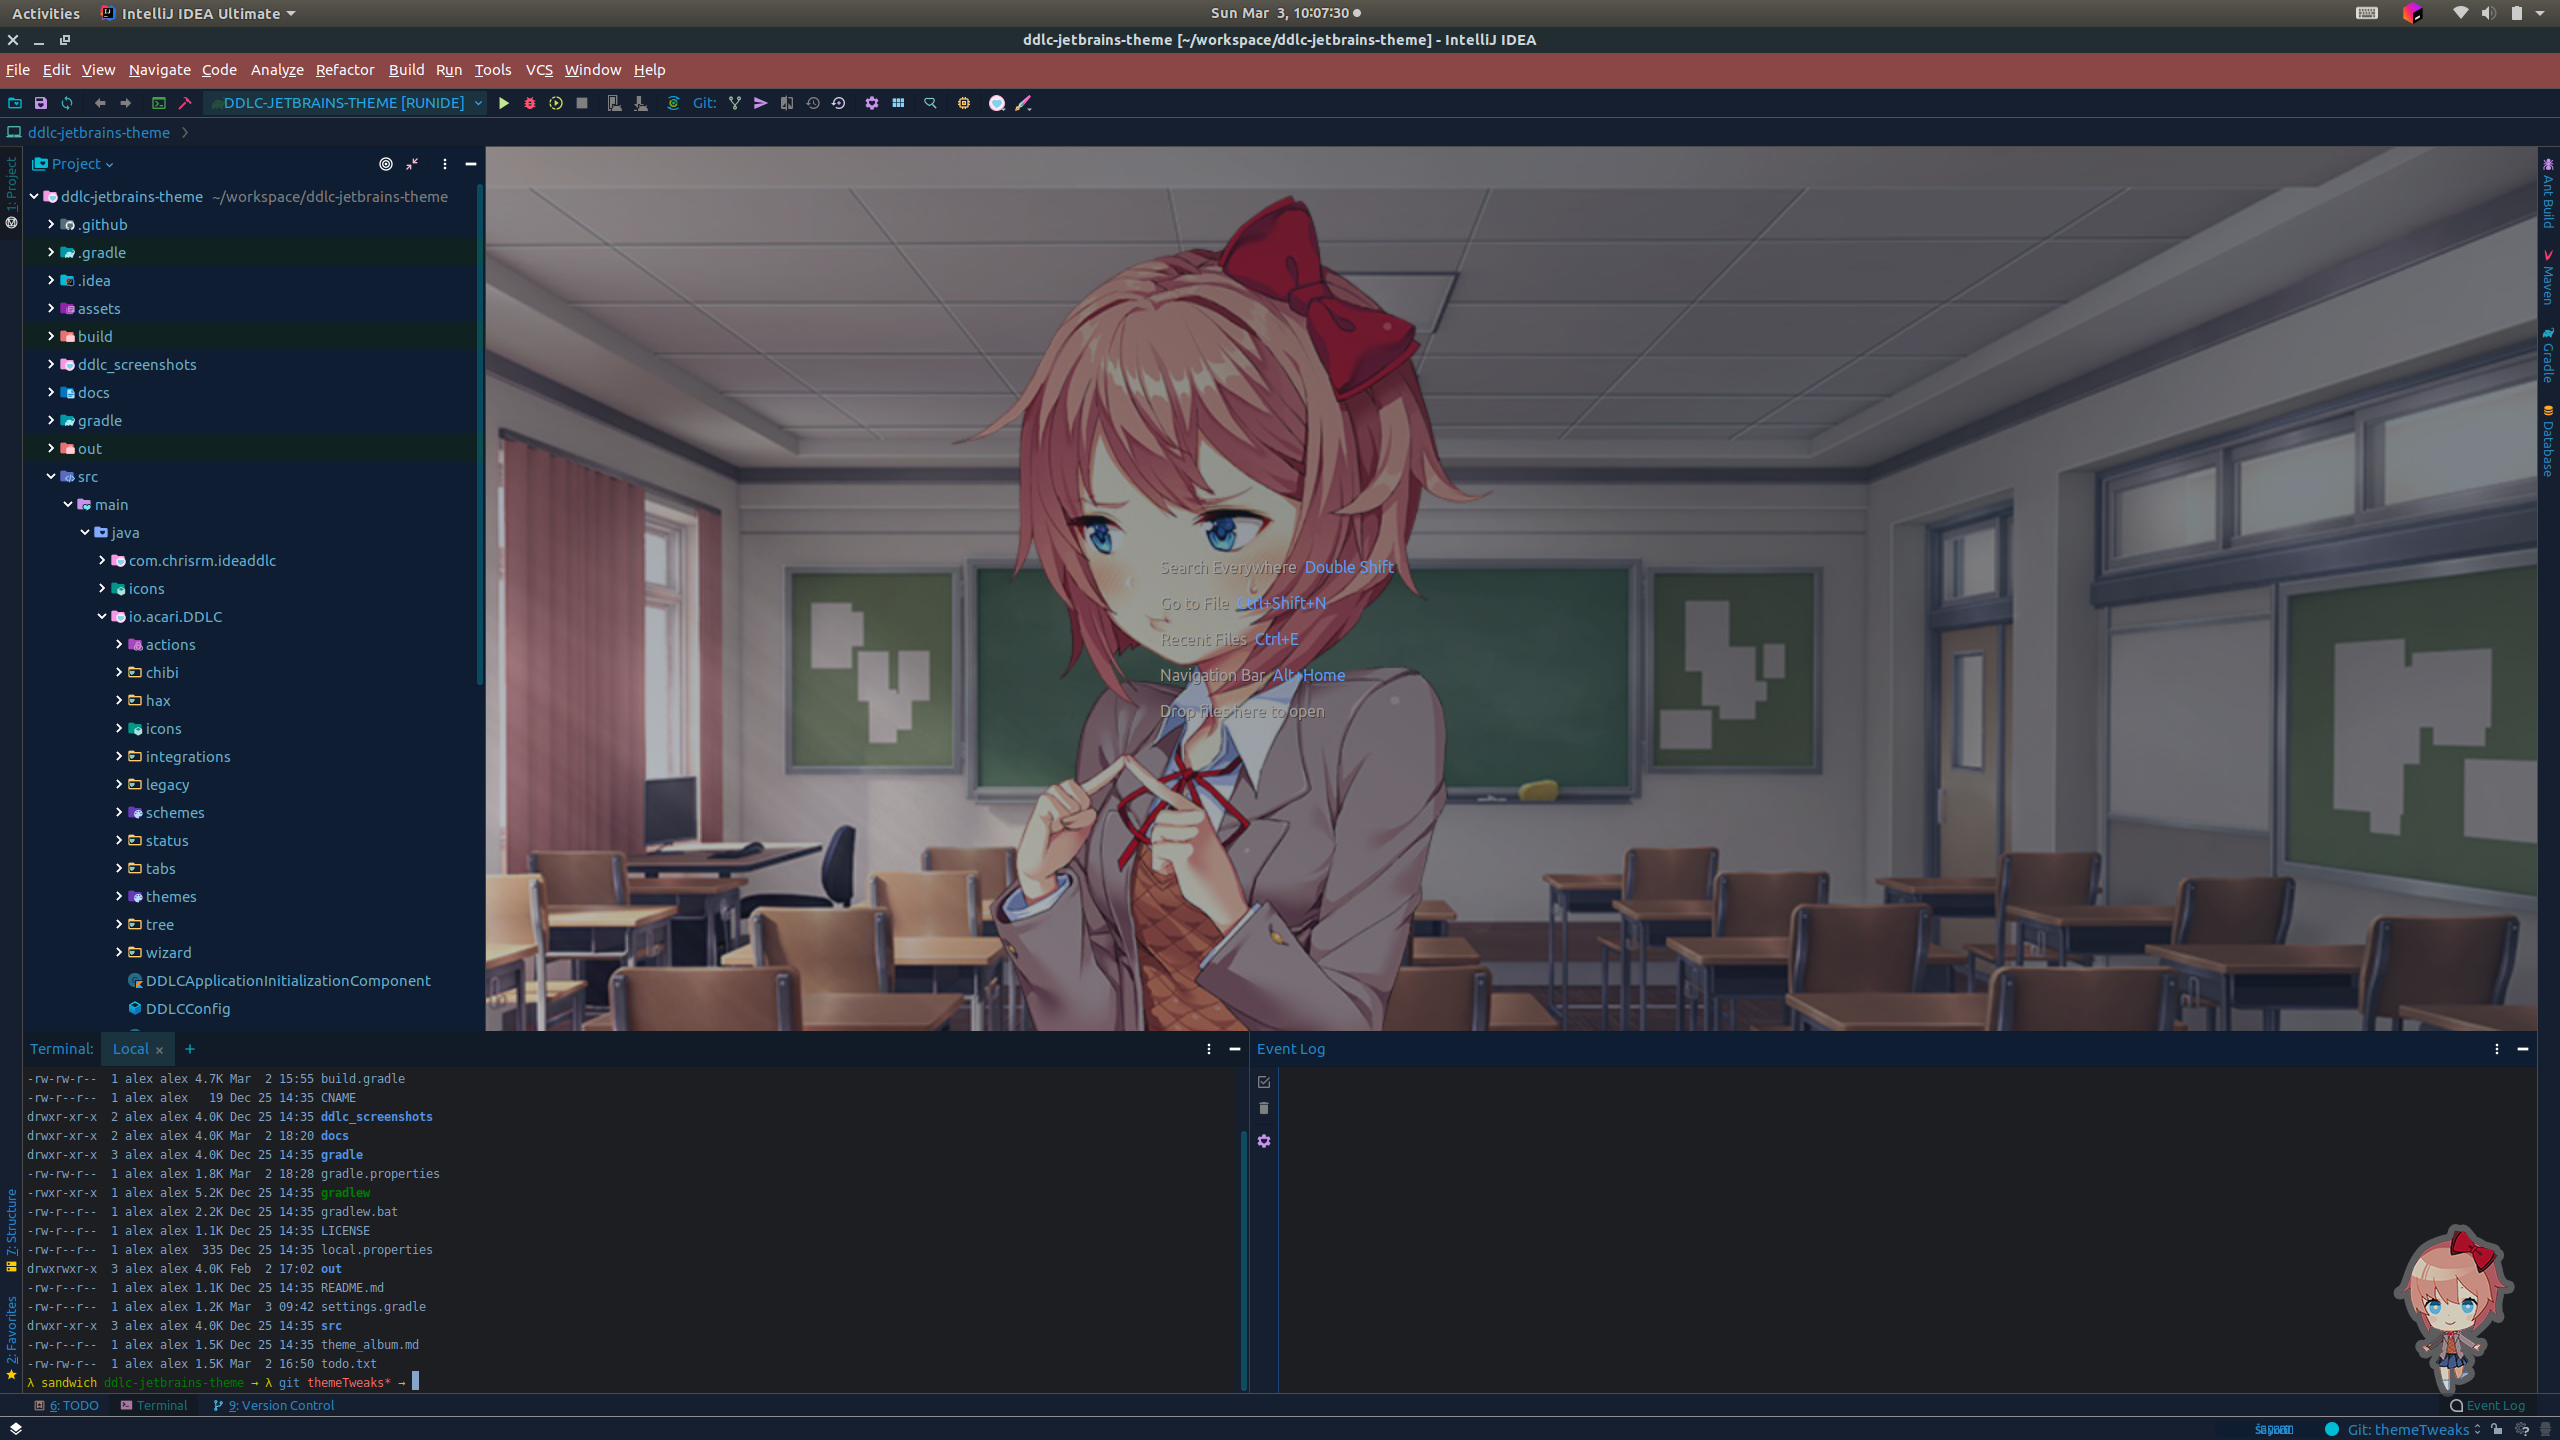 Activities IntelliJ IDEA Ultimate Sun Mar 3, 10:07:30
ddlc-jetbrains-theme [~/workspace/ddlc-jetbrains-theme] - IntelliJ IDEA
File Edit View Navigate Code Analyze Refactor Build Run Tools VCS Window Help
DDLC-JETBRAINS-THEME [RUNIDE] Git:
ddlc-jetbrains-theme
1: Project
Project
ddlc-jetbrains-theme ~/workspace/ddlc-jetbrains-theme
.github
.gradle
.idea
assets
build
ddlc_screenshots
docs
gradle
out
src
main
java
com.chrisrm.ideaddlc
icons
io.acari.DDLC
actions
chibi
hax
icons
integrations
legacy
schemes
status
tabs
themes
tree
wizard
DDLCApplicationInitializationComponent
DDLCConfig
Search Everywhere Double Shift
Go to File Ctrl+Shift+N
Recent Files Ctrl+E
Navigation Bar Alt+Home
Drop files here to open
Ant Build
Maven
Gradle
Database
7: Structure
2: Favorites
Terminal: Local × +
-rw-rw-r-- 1 alex alex 4.7K Mar 2 15:55 build.gradle
-rw-r--r-- 1 alex alex 19 Dec 25 14:35 CNAME
drwxr-xr-x 2 alex alex 4.0K Dec 25 14:35 ddlc_screenshots
drwxr-xr-x 2 alex alex 4.0K Mar 2 18:20 docs
drwxr-xr-x 3 alex alex 4.0K Dec 25 14:35 gradle
-rw-rw-r-- 1 alex alex 1.8K Mar 2 18:28 gradle.properties
-rwxr-xr-x 1 alex alex 5.2K Dec 25 14:35 gradlew
-rw-r--r-- 1 alex alex 2.2K Dec 25 14:35 gradlew.bat
-rw-r--r-- 1 alex alex 1.1K Dec 25 14:35 LICENSE
-rw-r--r-- 1 alex alex 335 Dec 25 14:35 local.properties
drwxrwxr-x 3 alex alex 4.0K Feb 2 17:02 out
-rw-r--r-- 1 alex alex 1.1K Dec 25 14:35 README.md
-rw-rw-r-- 1 alex alex 1.2K Mar 3 09:42 settings.gradle
drwxr-xr-x 3 alex alex 4.0K Dec 25 14:35 src
-rw-r--r-- 1 alex alex 1.5K Dec 25 14:35 theme_album.md
-rw-rw-r-- 1 alex alex 1.5K Mar 2 16:50 todo.txt
λ sandwich ddlc-jetbrains-theme → λ git themeTweaks* →
Event Log
6: TODO Terminal 9: Version Control Event Log
Git: themeTweaks